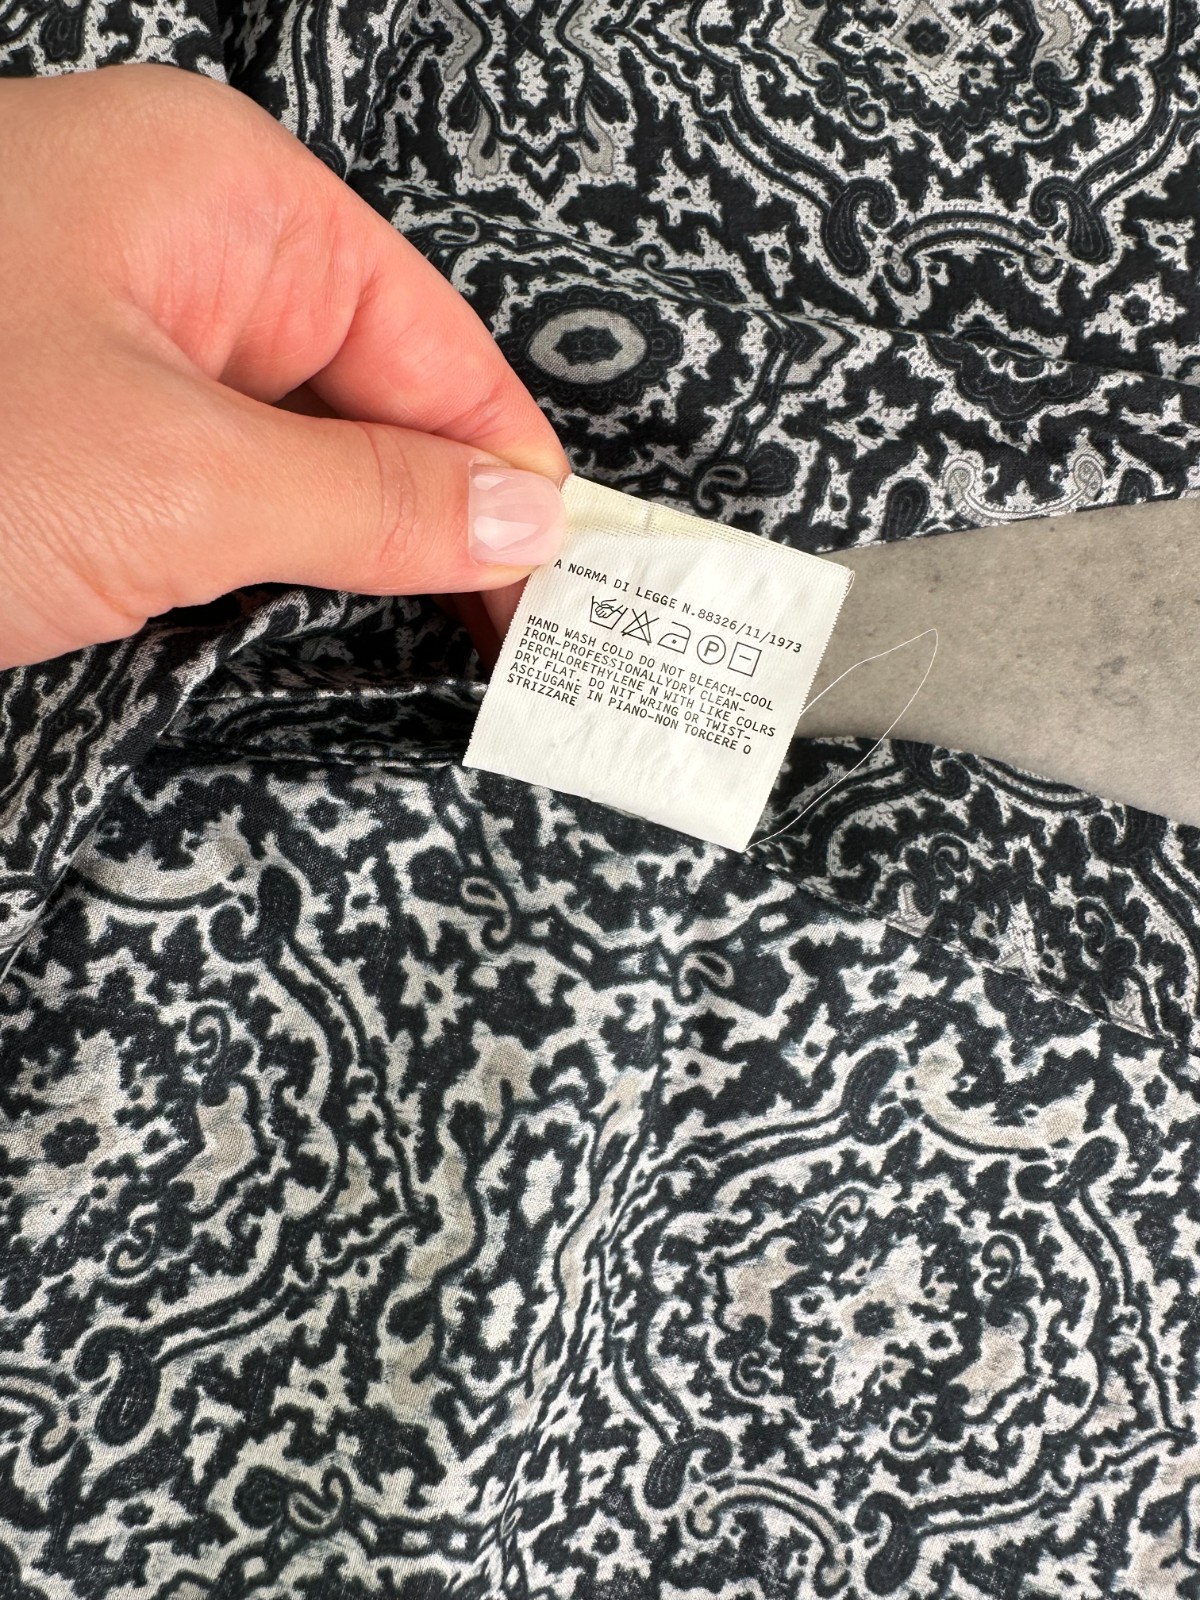 A NORMA DI LEGGE N.88326/11/1973
P
HAND WASH COLD DO NOT BLEACH-COOL
IRON-PROFESSIONALLYDRY CLEAN-
PERCHLORETHYLENE N WITH LIKE COLRS
DRY FLAT. DO NIT WRING OR TWIST-
ASCIUGANE IN PIANO-NON TORCERE O
STRIZZARE